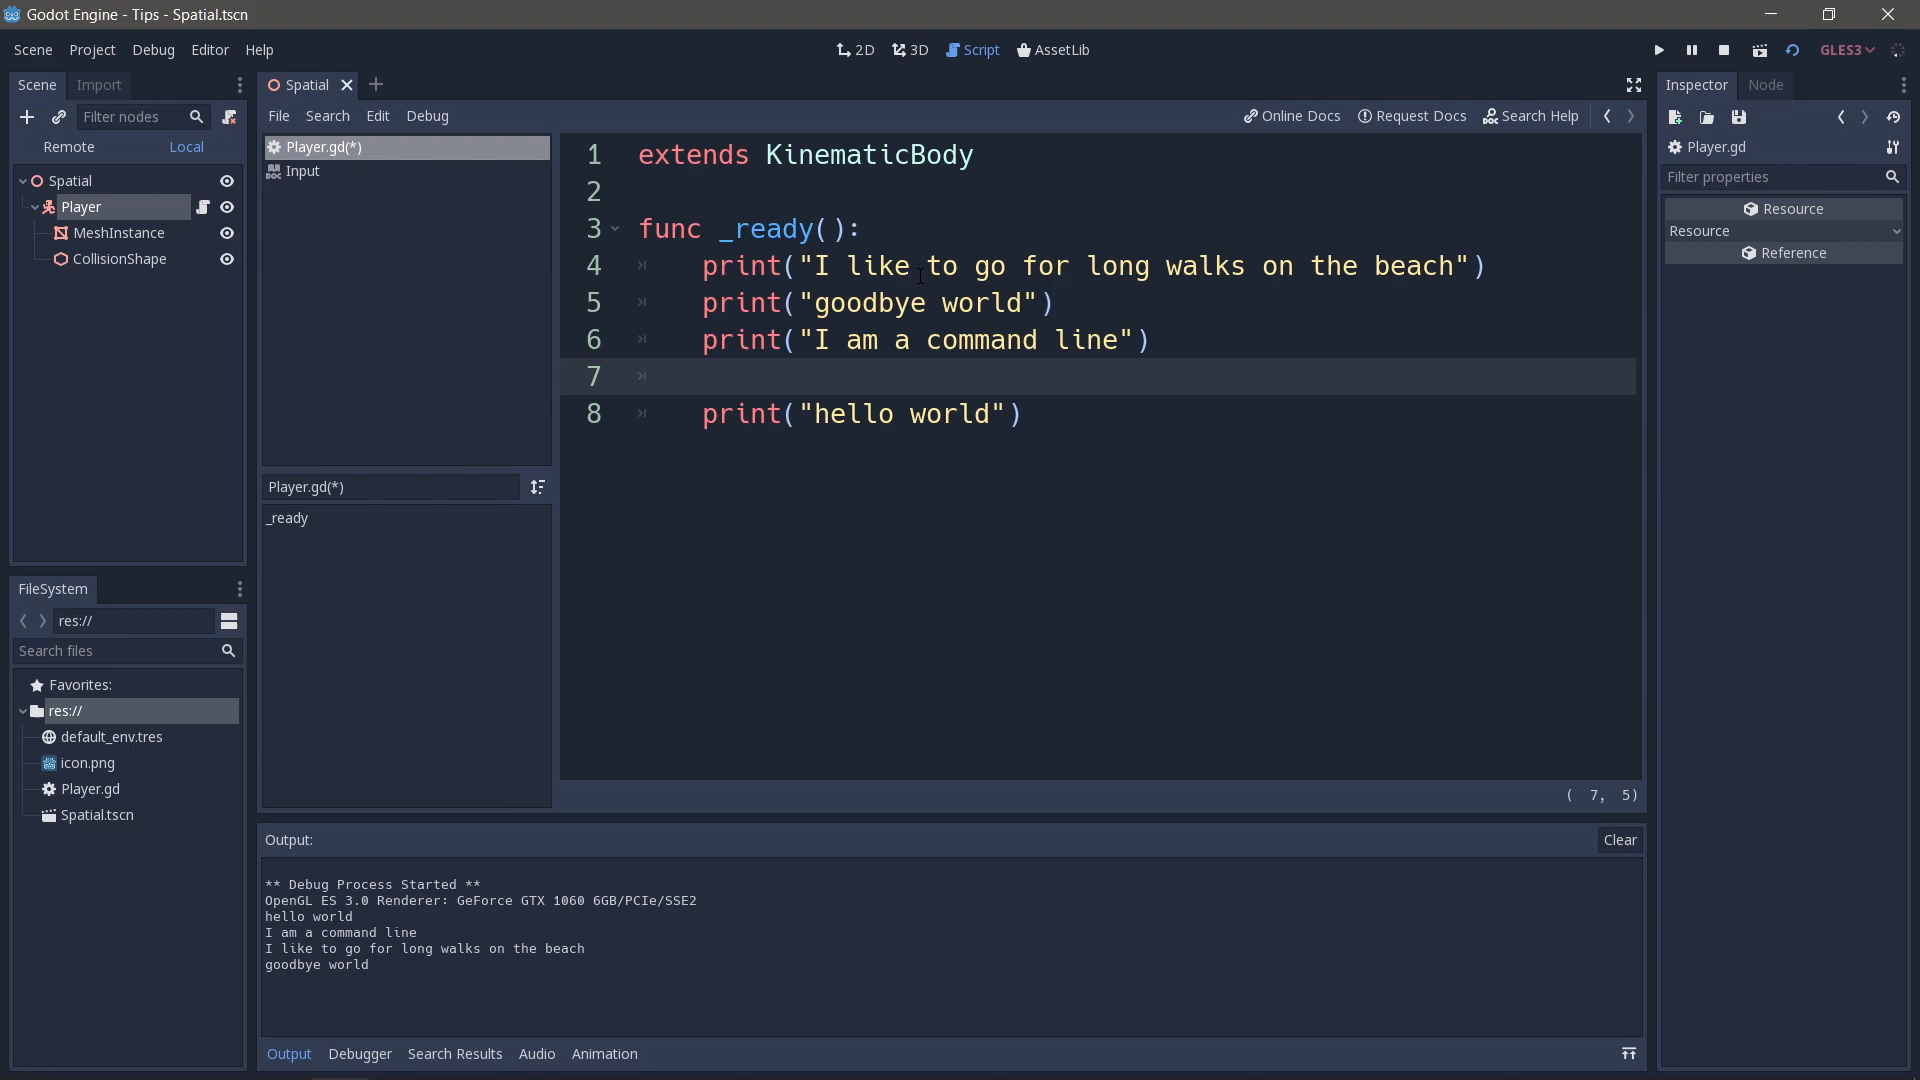 Godot Engine - Tips - Spatial.tscn
Scene Project Debug Editor Help
2D 3D Script AssetLib
GLES3
Scene Import
Filter nodes
Remote Local
Spatial
Player
MeshInstance
CollisionShape
FileSystem
res://
Search files
Favorites:
res://
default_env.tres
icon.png
Player.gd
Spatial.tscn
Spatial
File Search Edit Debug
Online Docs Request Docs Search Help
Player.gd(*)
Input
Player.gd(*)
_ready
1 extends KinematicBody
2
3 func _ready():
4 print("I like to go for long walks on the beach")
5 print("goodbye world")
6 print("I am a command line")
7
8 print("hello world")
( 7, 5)
Output:
Clear
** Debug Process Started **
OpenGL ES 3.0 Renderer: GeForce GTX 1060 6GB/PCIe/SSE2
hello world
I am a command line
I like to go for long walks on the beach
goodbye world
Output Debugger Search Results Audio Animation
Inspector Node
Player.gd
Filter properties
Resource
Resource
Reference